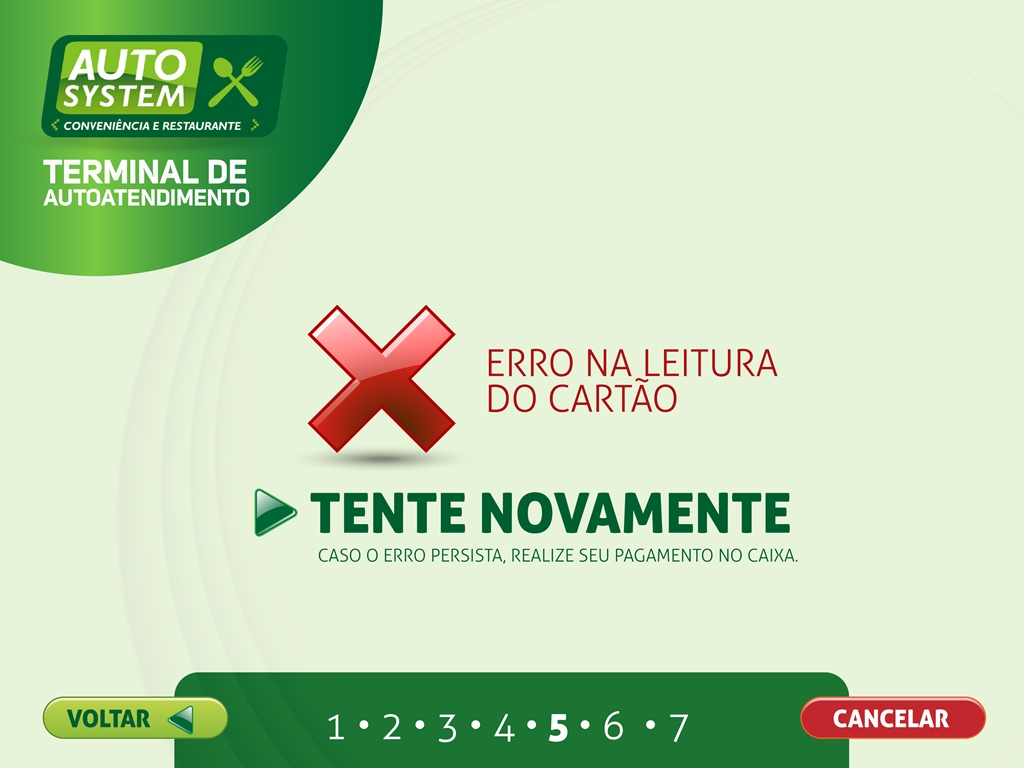 AUTO
SYSTEM
CONVENIÊNCIA E RESTAURANTE
TERMINAL DE
AUTOATENDIMENTO
ERRO NA LEITURA
DO CARTÃO
TENTE NOVAMENTE
CASO O ERRO PERSISTA, REALIZE SEU PAGAMENTO NO CAIXA.
VOLTAR
1 • 2 • 3 • 4 • 5 • 6 • 7
CANCELAR